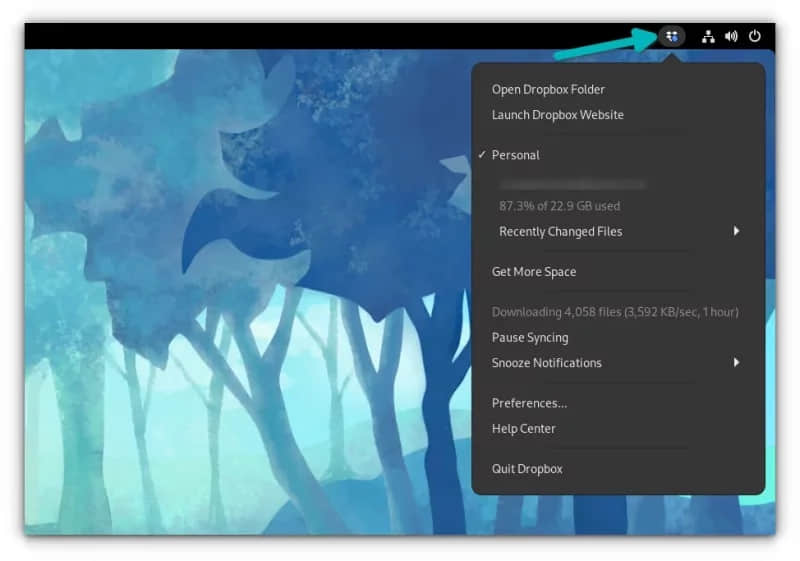 Open Dropbox Folder
Launch Dropbox Website
✓ Personal
87.3% of 22.9 GB used
Recently Changed Files
Get More Space
Downloading 4,058 files (3,592 KB/sec, 1 hour)
Pause Syncing
Snooze Notifications
Preferences...
Help Center
Quit Dropbox